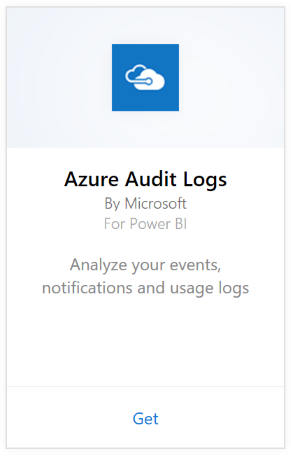 Azure Audit Logs
By Microsoft
For Power BI
Analyze your events,
notifications and usage logs
Get